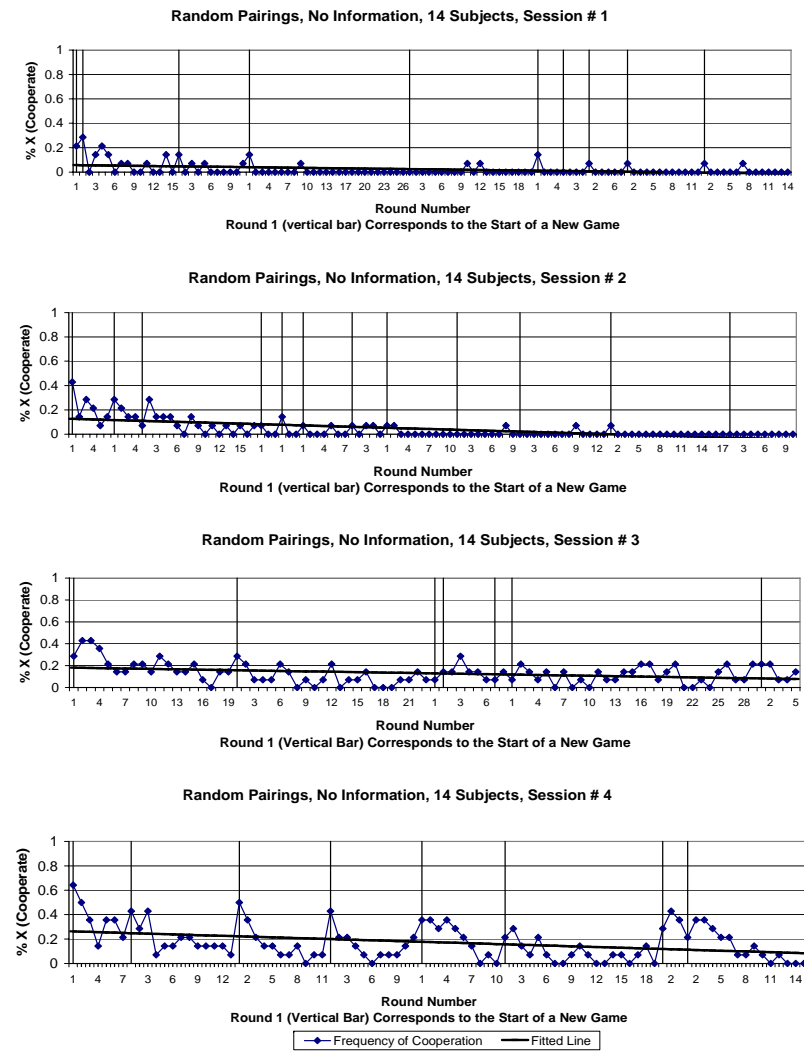 Random Pairings, No Information, 14 Subjects, Session # 1
% X (Cooperate)
1
0.8
0.6
0.4
0.2
0
1 3 6 9 12 15 3 6 9 1 4 7 10 13 17 20 23 26 3 6 9 12 15 18 1 4 3 2 6 2 5 8 11 2 5 8 11 14
Round Number
Round 1 (vertical bar) Corresponds to the Start of a New Game
Random Pairings, No Information, 14 Subjects, Session # 2
% X (Cooperate)
1
0.8
0.6
0.4
0.2
0
1 4 1 4 3 6 9 12 15 1 1 1 4 7 3 1 4 7 10 2 5 8 3 6 9 12 2 5 8 11 14 17 3 6 9
Round Number
Round 1 (vertical bar) Corresponds to the Start of a New Game
Random Pairings, No Information, 14 Subjects, Session # 3
% X (Cooperate)
1
0.8
0.6
0.4
0.2
0
1 4 7 10 13 16 19 2 5 8 12 15 18 21 1 3 6 1 4 7 10 13 16 19 22 25 28 2 5
Round Number
Round 1 (Vertical Bar) Corresponds to the Start of a New Game
Random Pairings, No Information, 14 Subjects, Session # 4
% X (Cooperate)
1
0.8
0.6
0.4
0.2
0
1 4 7 3 6 9 12 2 5 8 11 3 6 9 1 4 7 10 3 6 9 12 15 18 2 2 5 8 11 14
Round Number
Round 1 (Vertical Bar) Corresponds to the Start of a New Game
Frequency of Cooperation Fitted Line